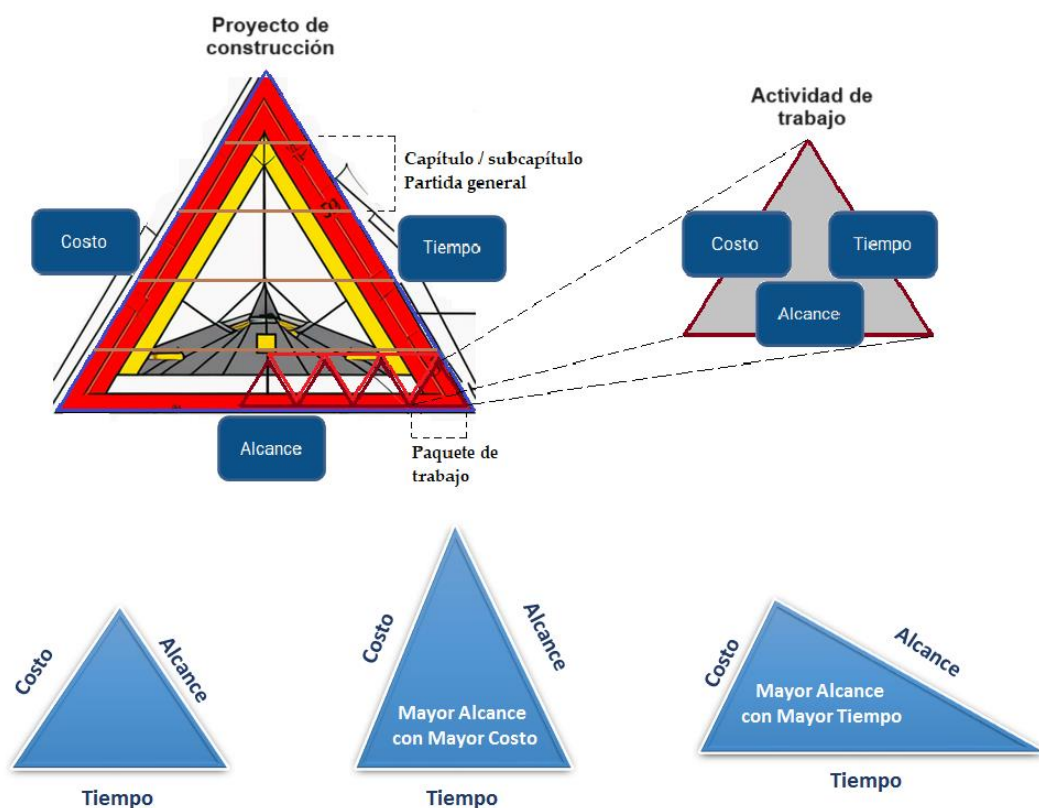 Proyecto de
construcción
Actividad de
trabajo
Capítulo / subcapítulo
Partida general
Costo
Tiempo
Costo
Tiempo
Alcance
Alcance
Paquete de
trabajo
Costo
Alcance
Tiempo
Costo
Alcance
Mayor Alcance
con Mayor Costo
Tiempo
Costo
Alcance
Mayor Alcance
con Mayor Tiempo
Tiempo